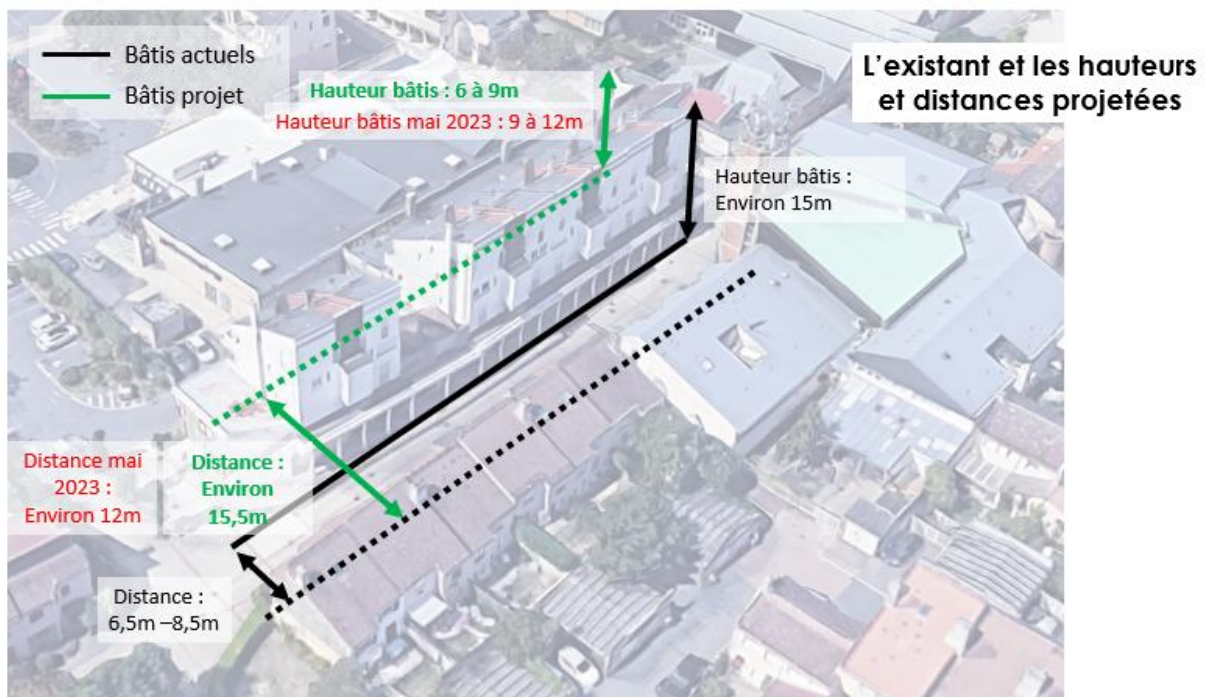 Bâtis actuels
Bâtis projet
L'existant et les hauteurs
et distances projetées
Hauteur bâtis : 6 à 9m
Hauteur bâtis mai 2023 : 9 à 12m
Hauteur bâtis :
Environ 15m
Distance mai
2023 :
Environ 12m
Distance :
Environ
15,5m
Distance :
6,5m –8,5m